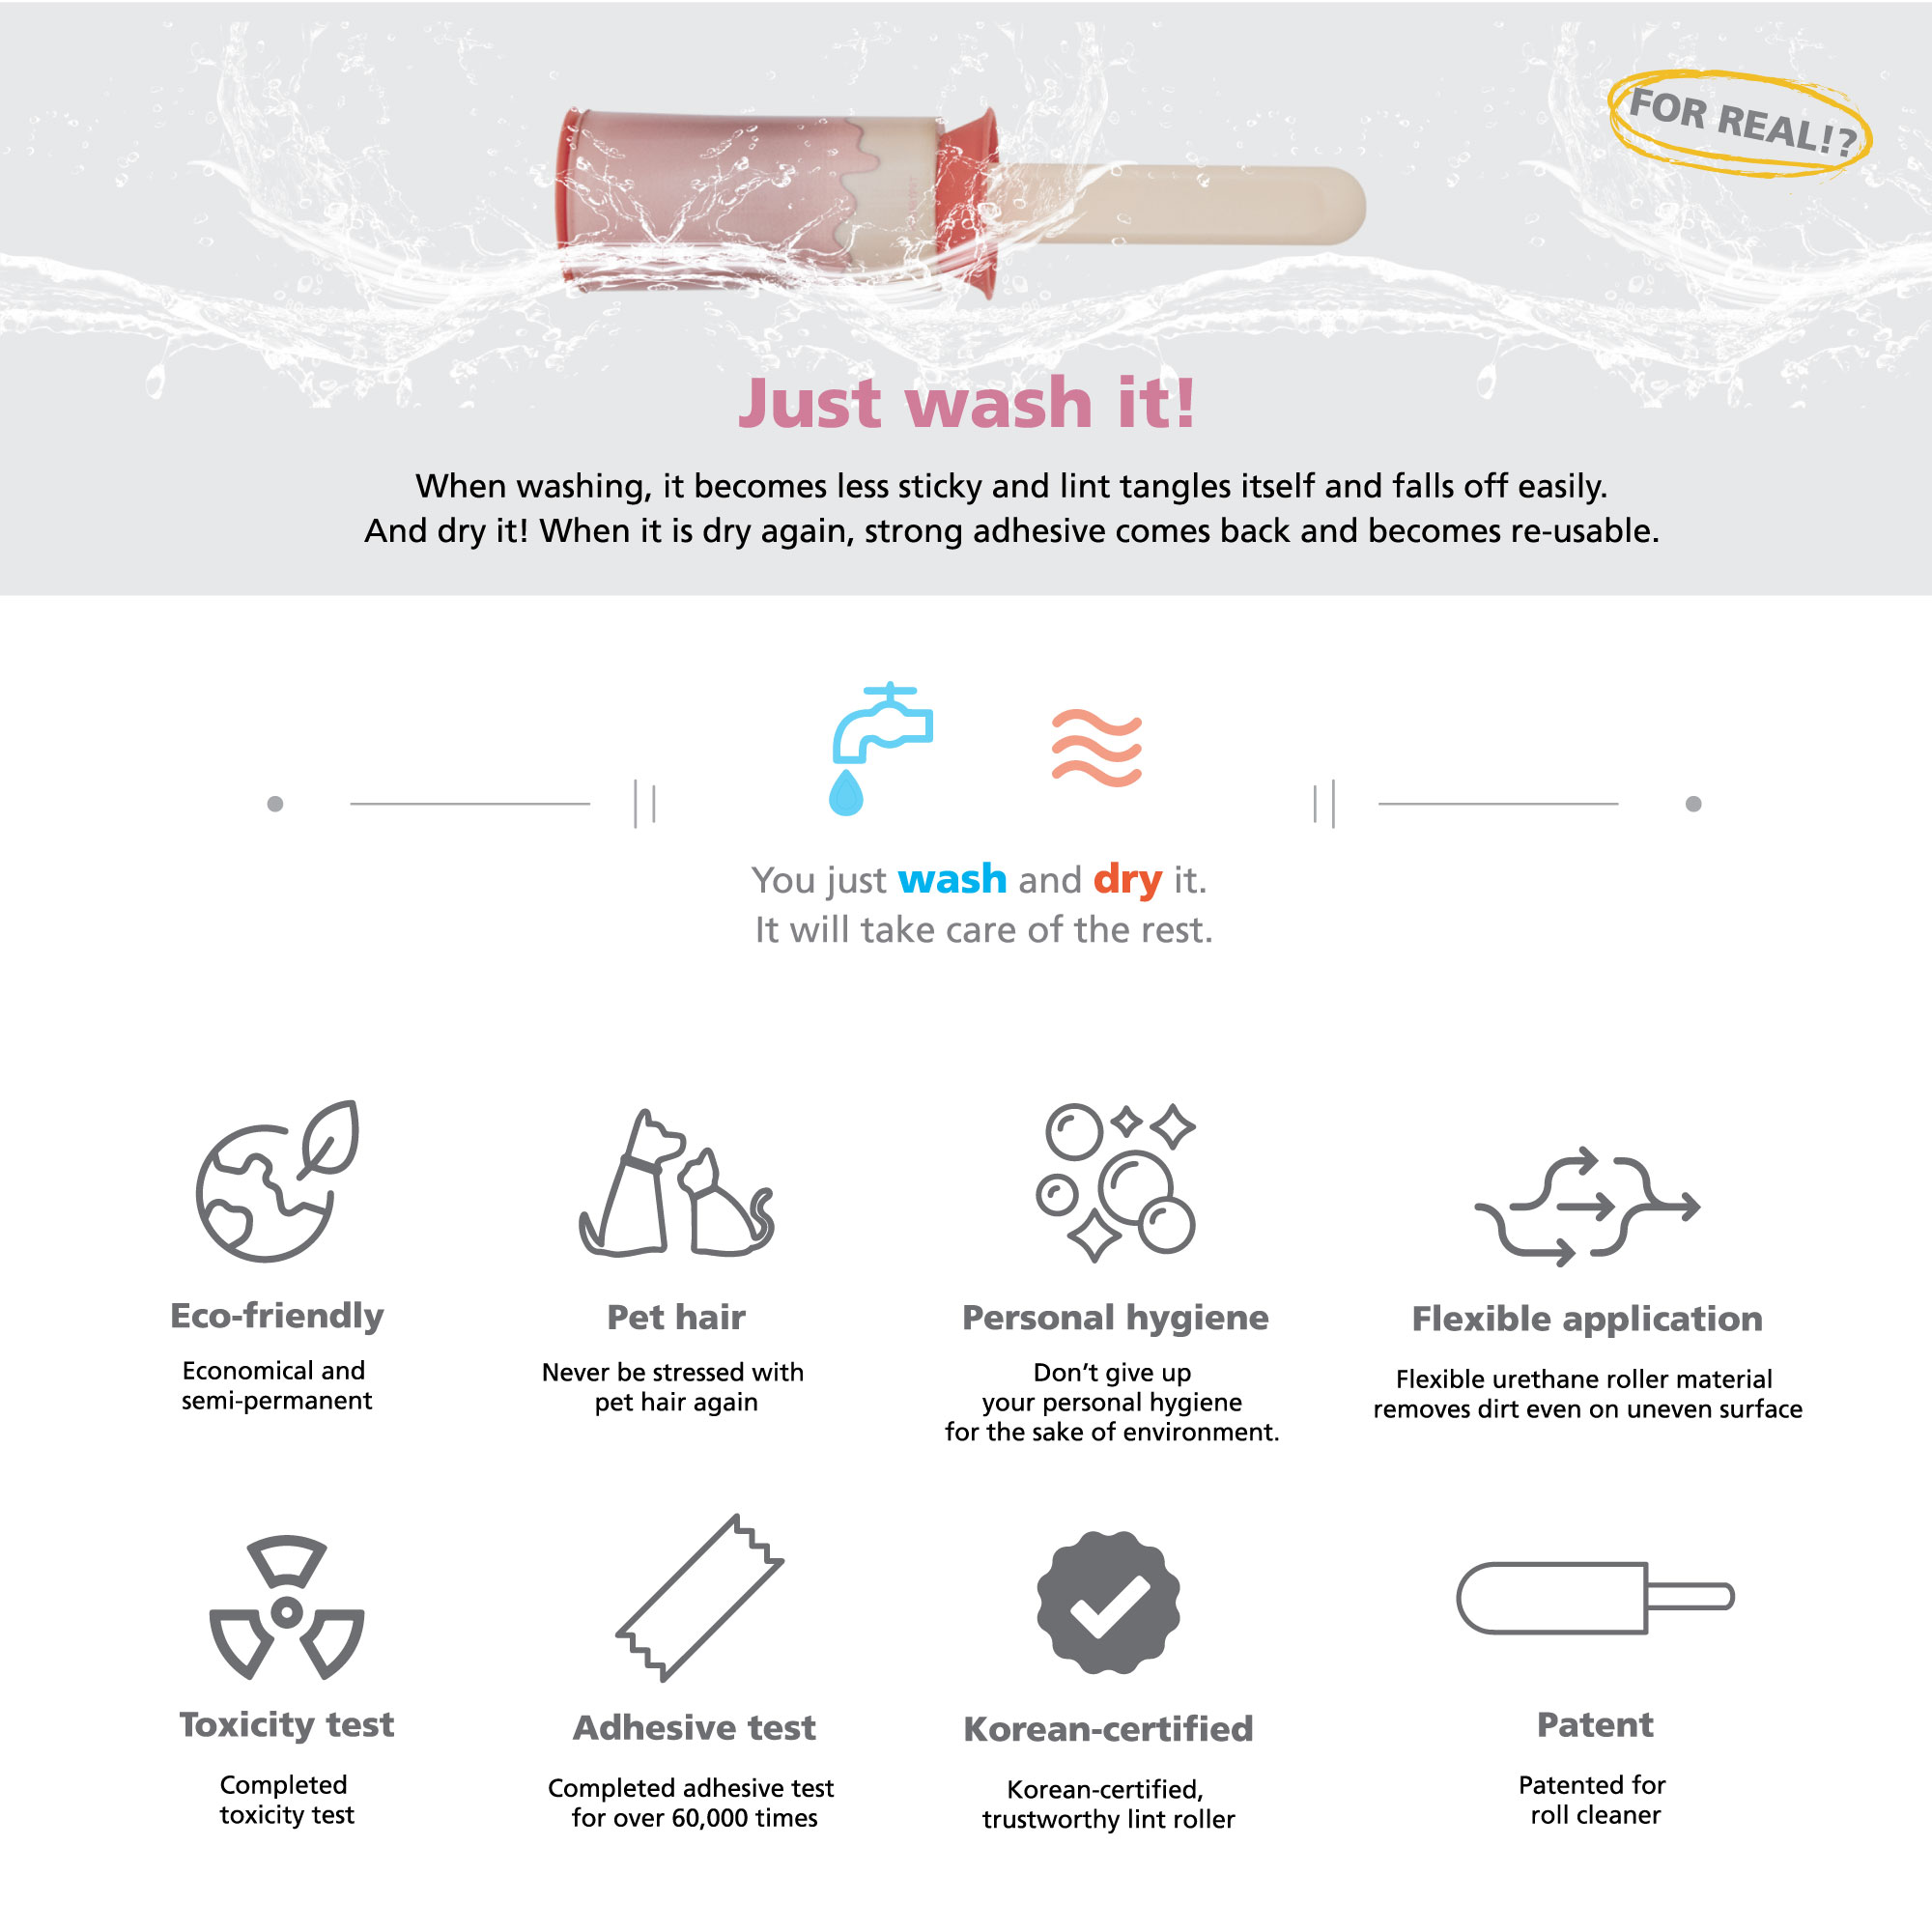 FOR REAL!?
Just wash it!
When washing, it becomes less sticky and lint tangles itself and falls off easily.
And dry it! When it is dry again, strong adhesive comes back and becomes re-usable.
You just wash and dry it.
It will take care of the rest.
Eco-friendly
Economical and
semi-permanent
Pet hair
Never be stressed with
pet hair again
Personal hygiene
Don’t give up
your personal hygiene
for the sake of environment.
Flexible application
Flexible urethane roller material
removes dirt even on uneven surface
Toxicity test
Completed
toxicity test
Adhesive test
Completed adhesive test
for over 60,000 times
Korean-certified
Korean-certified,
trustworthy lint roller
Patent
Patented for
roll cleaner